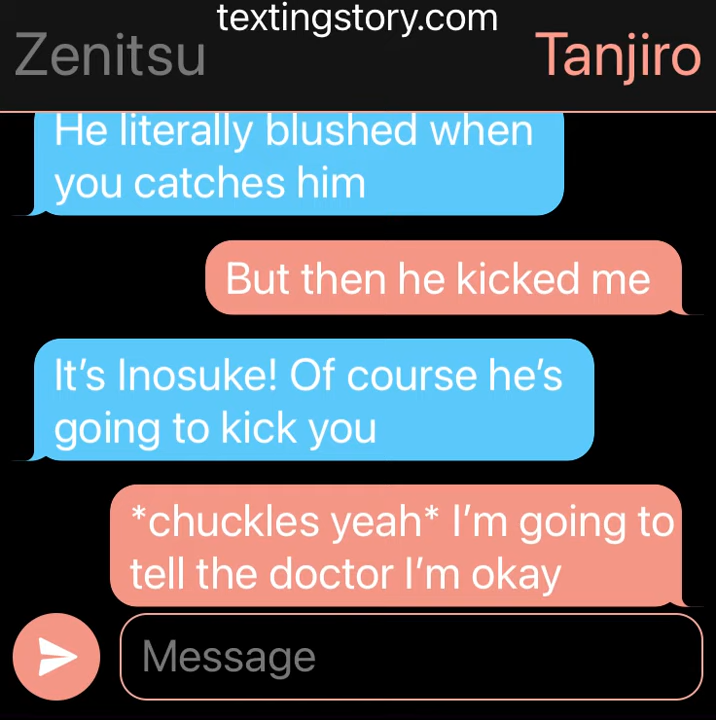 textingstory.com
Zenitsu
Tanjiro
He literally blushed when
you catches him
But then he kicked me
It's Inosuke! Of course he's
going to kick you
*chuckles yeah* I'm going to
tell the doctor I'm okay
Message